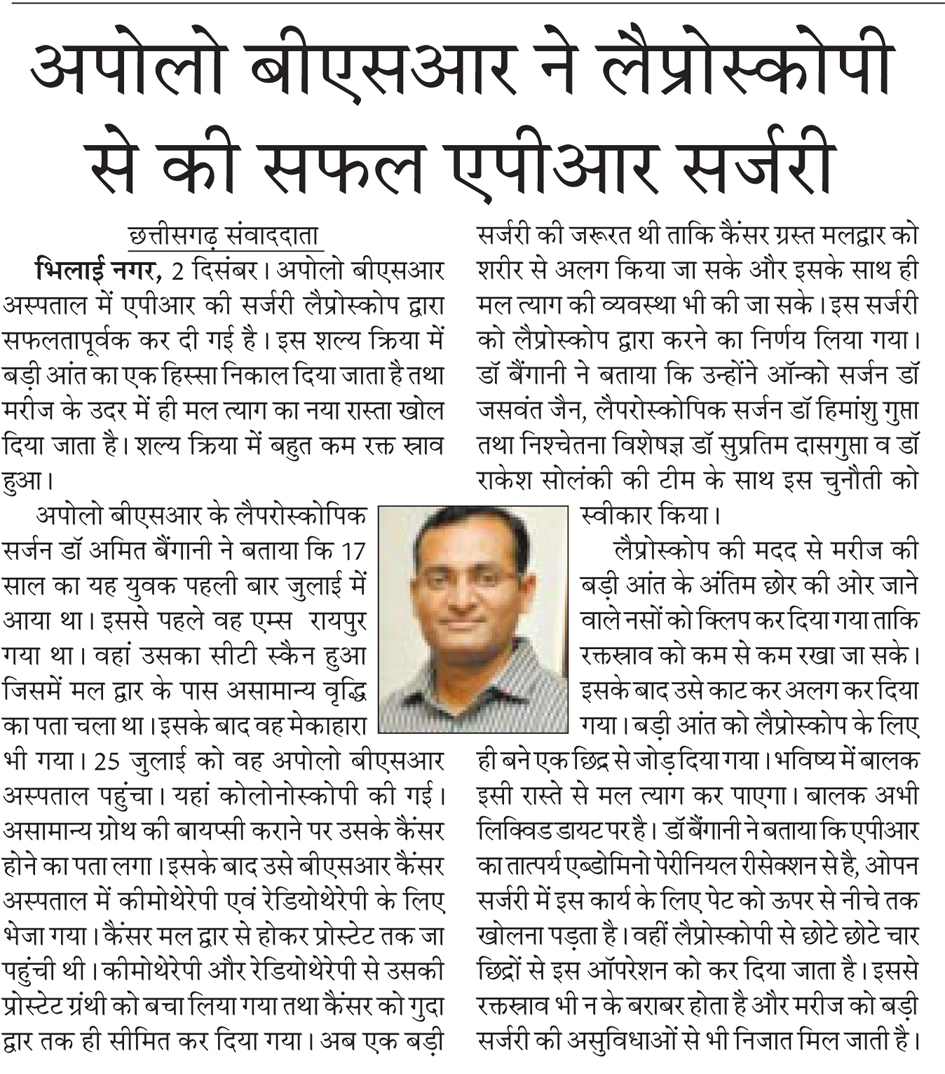 अपोलो बीएसआर ने लैप्रोस्कोपी
से की सफल एपीआर सर्जरी
छत्तीसगढ़ संवाददाता
भिलाई नगर, 2 दिसंबर। अपोलो बीएसआर
अस्पताल में एपीआर की सर्जरी लैप्रोस्कोप द्वारा
सफलतापूर्वक कर दी गई है। इस शल्य क्रिया में
बड़ी आंत का एक हिस्सा निकाल दिया जाता है तथा
मरीज के उदर में ही मल त्याग का नया रास्ता खोल
दिया जाता है। शल्य क्रिया में बहुत कम रक्त स्राव
हुआ।
अपोलो बीएसआर के लैपरोस्कोपिक
सर्जन डॉ अमित बैंगानी ने बताया कि 17
साल का यह युवक पहली बार जुलाई में
आया था। इससे पहले वह एम्स रायपुर
गया था। वहां उसका सीटी स्कैन हुआ
जिसमें मल द्वार के पास असामान्य वृद्धि
का पता चला था। इसके बाद वह मेकाहारा
भी गया। 25 जुलाई को वह अपोलो बीएसआर
अस्पताल पहुंचा। यहां कोलोनोस्कोपी की गई।
असामान्य ग्रोथ की बायप्सी कराने पर उसके कैंसर
होने का पता लगा। इसके बाद उसे बीएसआर कैंसर
अस्पताल में कीमोथेरेपी एवं रेडियोथेरेपी के लिए
भेजा गया। कैंसर मल द्वार से होकर प्रोस्टेट तक जा
पहुंची थी। कीमोथेरेपी और रेडियोथेरेपी से उसकी
प्रोस्टेट ग्रंथी को बचा लिया गया तथा कैंसर को गुदा
द्वार तक ही सीमित कर दिया गया। अब एक बड़ी
सर्जरी की जरूरत थी ताकि कैंसर ग्रस्त मलद्वार को
शरीर से अलग किया जा सके और इसके साथ ही
मल त्याग की व्यवस्था भी की जा सके। इस सर्जरी
को लैप्रोस्कोप द्वारा करने का निर्णय लिया गया।
डॉ बैंगानी ने बताया कि उन्होंने ऑन्को सर्जन डॉ
जसवंत जैन, लैपरोस्कोपिक सर्जन डॉ हिमांशु गुप्ता
तथा निश्चेतना विशेषज्ञ डॉ सुप्रतिम दासगुप्ता व डॉ
राकेश सोलंकी की टीम के साथ इस चुनौती को
स्वीकार किया।
लैप्रोस्कोप की मदद से मरीज की
बड़ी आंत के अंतिम छोर की ओर जाने
वाले नसों को क्लिप कर दिया गया ताकि
रक्तस्राव को कम से कम रखा जा सके।
इसके बाद उसे काट कर अलग कर दिया
गया। बड़ी आंत को लैप्रोस्कोप के लिए
ही बने एक छिद्र से जोड़ दिया गया। भविष्य में बालक
इसी रास्ते से मल त्याग कर पाएगा। बालक अभी
लिक्विड डायट पर है। डॉ बैंगानी ने बताया कि एपीआर
का तात्पर्य एब्डोमिनो पेरीनियल रीसेक्शन से है, ओपन
सर्जरी में इस कार्य के लिए पेट को ऊपर से नीचे तक
खोलना पड़ता है। वहीं लैप्रोस्कोपी से छोटे छोटे चार
छिद्रों से इस ऑपरेशन को कर दिया जाता है। इससे
रक्तस्राव भी न के बराबर होता है और मरीज को बड़ी
सर्जरी की असुविधाओं से भी निजात मिल जाती है।